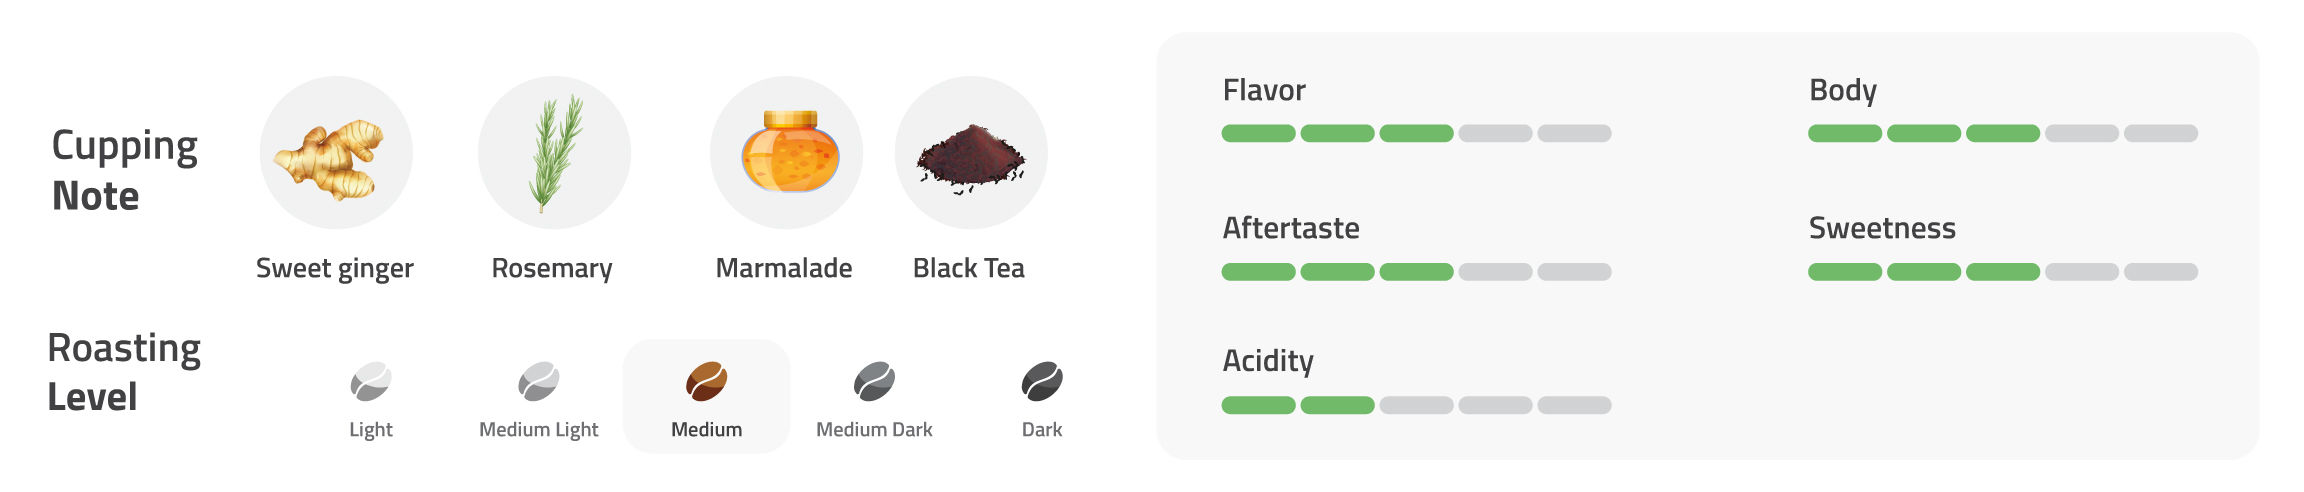 Cupping
Note
Sweet ginger
Rosemary
Marmalade
Black Tea
Roasting
Level
Light
Medium Light
Medium
Medium Dark
Dark
Flavor
Body
Aftertaste
Sweetness
Acidity